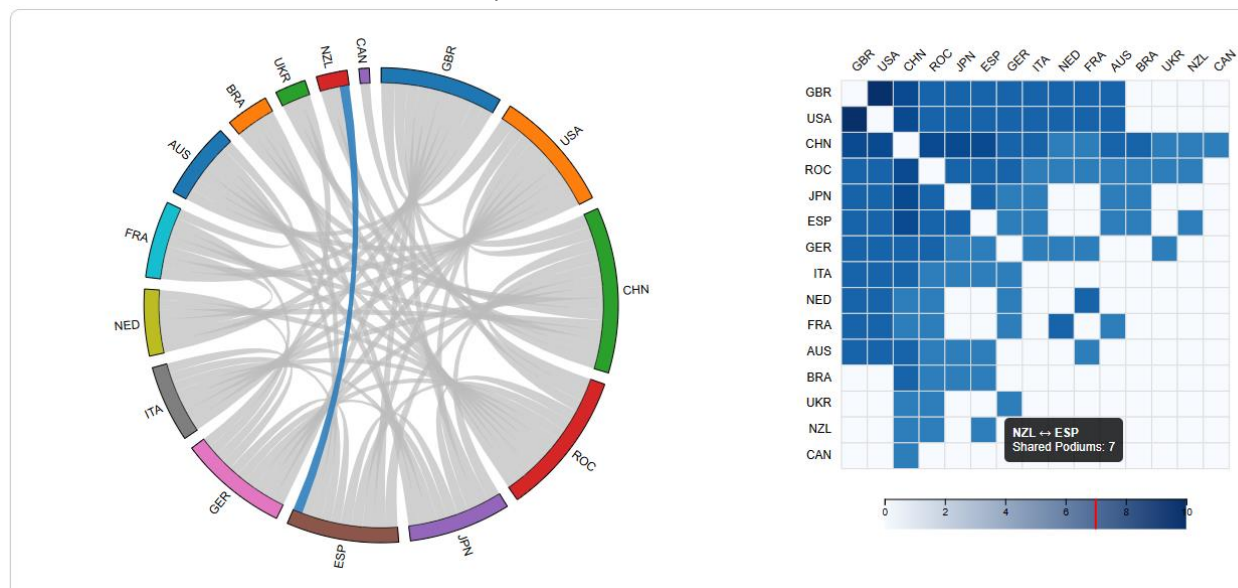 CAN
GBR
USA
CHN
ROC
JPN
ESP
GER
ITA
NED
FRA
AUS
BRA
UKR
NZL
GBR USA CHN ROC JPN ESP GER ITA NED FRA AUS BRA UKR NZL CAN
GBR
USA
CHN
ROC
JPN
ESP
GER
ITA
NED
FRA
AUS
BRA
UKR
NZL
CAN
NZL ↔ ESP
Shared Podiums: 7
0 2 4 6 8 10